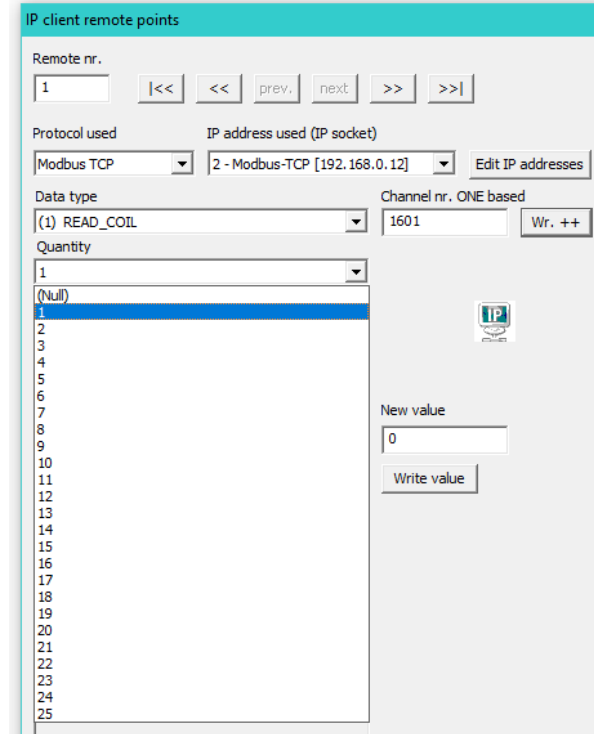 IP client remote points
Remote nr.
1 |<< << prev. next >> >>|
Protocol used IP address used (IP socket)
Modbus TCP 2 - Modbus-TCP [192.168.0.12] Edit IP addresses
Data type Channel nr. ONE based
(1) READ_COIL 1601 Wr. ++
Quantity
1
(Null)
1
2
3
4
5
6
7
8
9
10
11
12
13
14
15
16
17
18
19
20
21
22
23
24
25
IP
New value
0
Write value